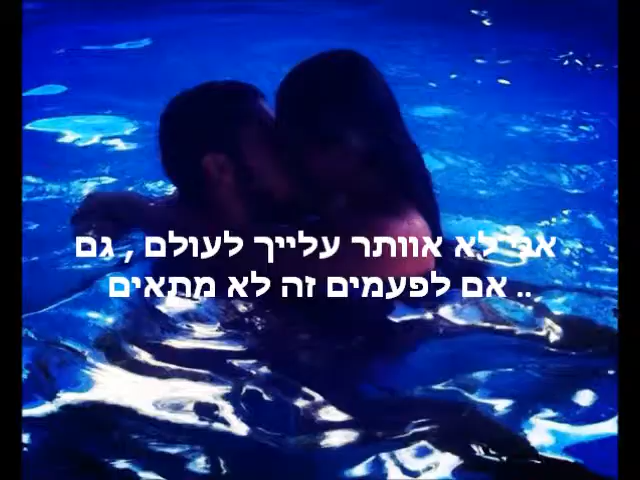 אני לא אוותר עלייך לעולם , גם
אם לפעמים זה לא מתאים ..